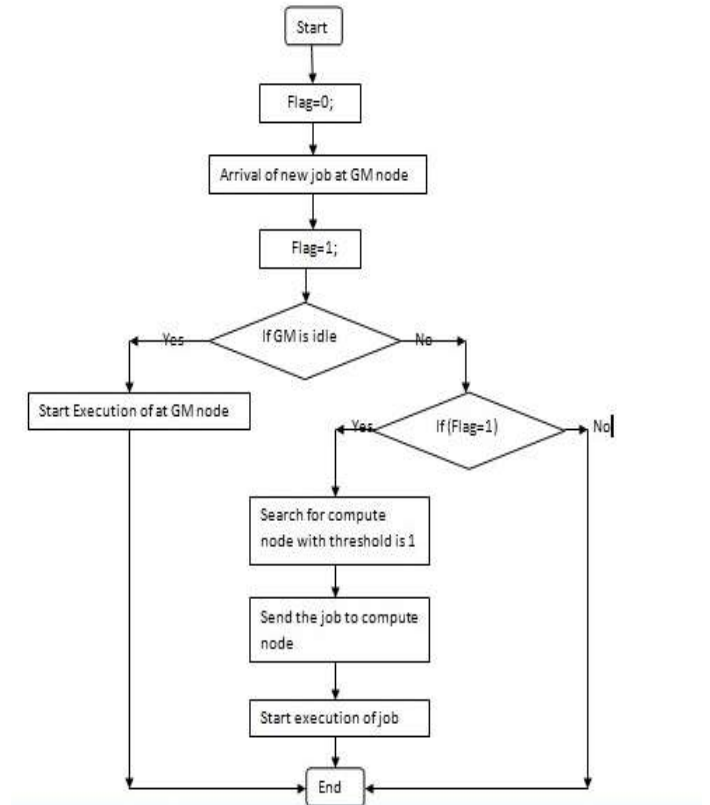 Start
Flag=0;
Arrival of new job at GM node
Flag=1;
If GM is idle
Yes
No
Start Execution of at GM node
If (Flag=1)
Yes
No
Search for compute
node with threshold is 1
Send the job to compute
node
Start execution of job
End